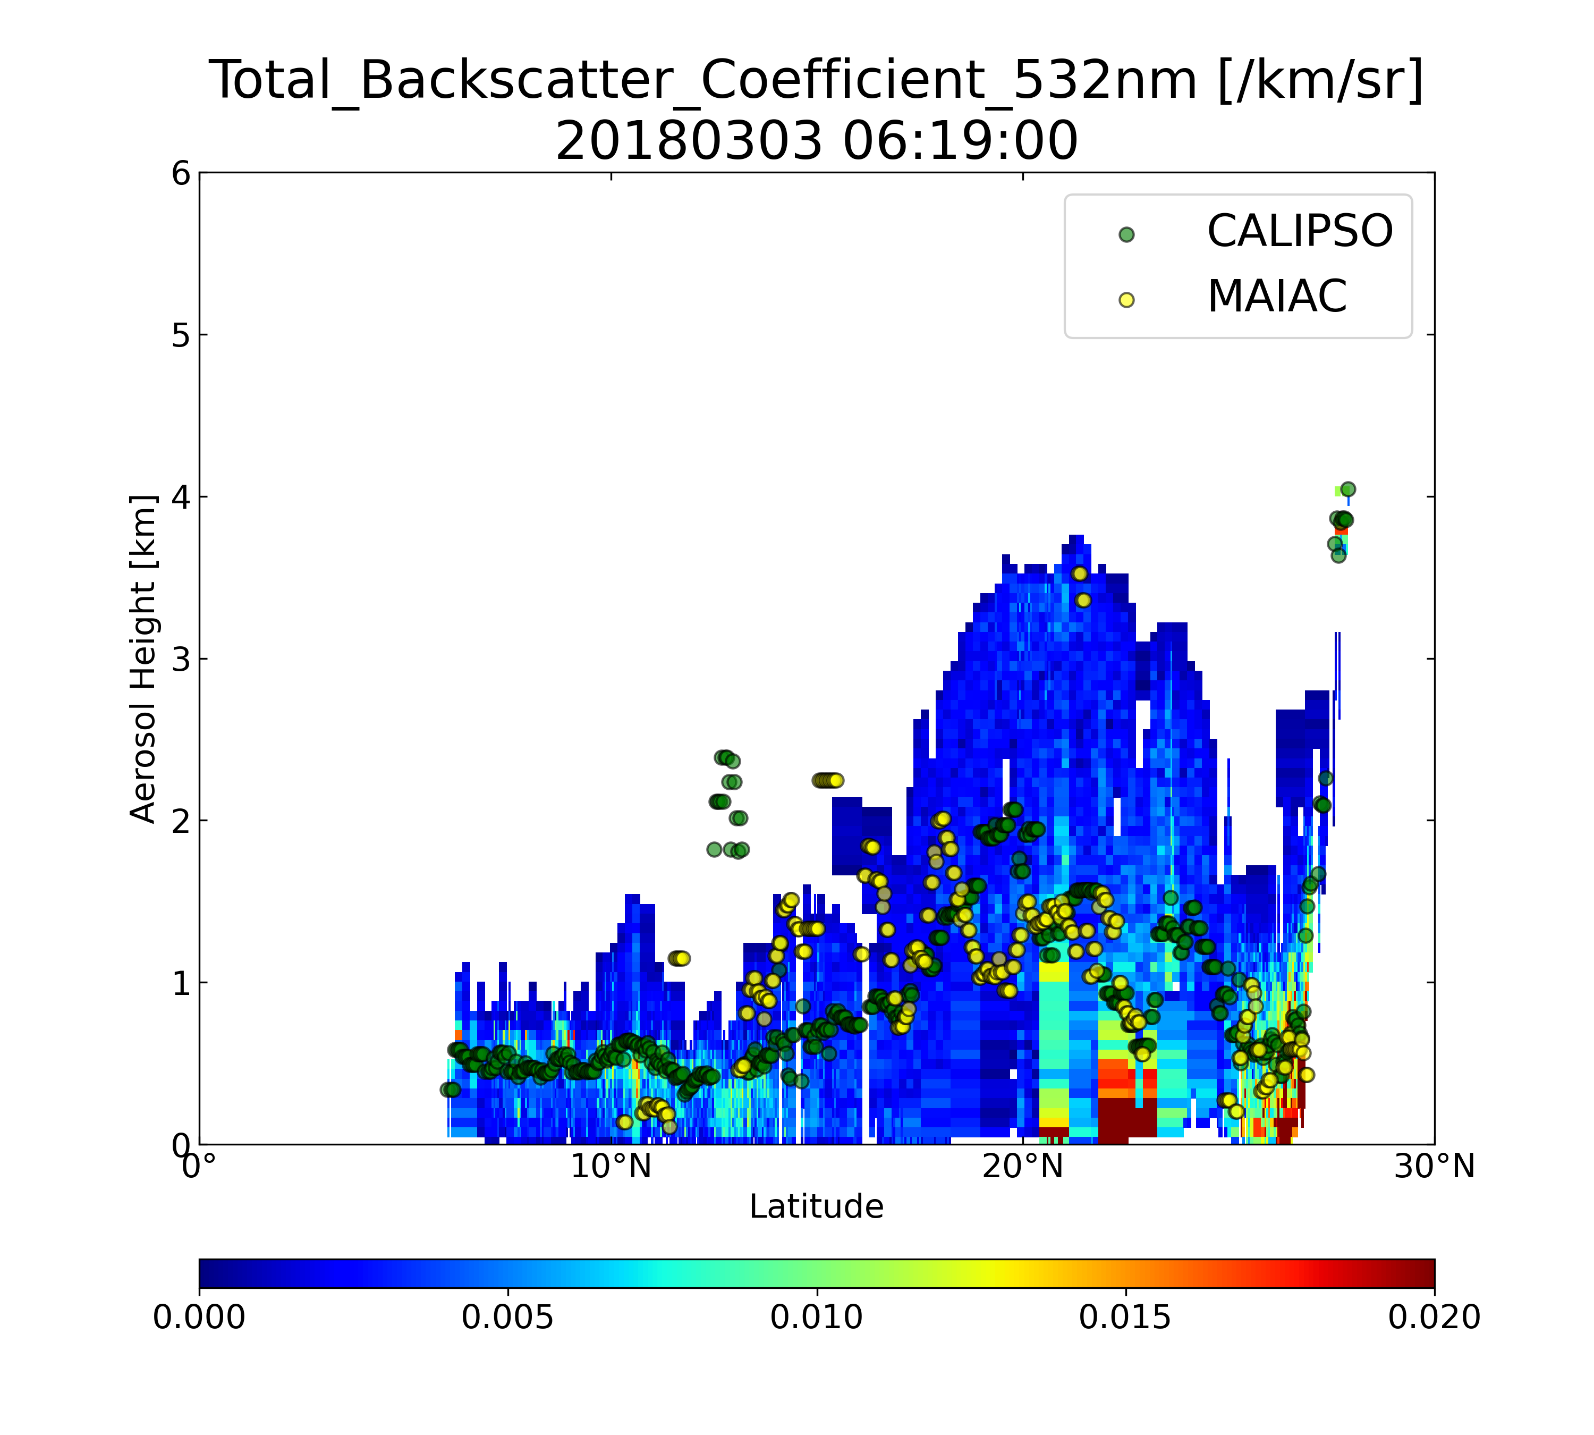 Total_Backscatter_Coefficient_532nm [/km/sr]
20180303 06:19:00
CALIPSO
MAIAC
Aerosol Height [km]
6
5
4
3
2
1
0
0° 10°N 20°N 30°N
Latitude
0.000 0.005 0.010 0.015 0.020